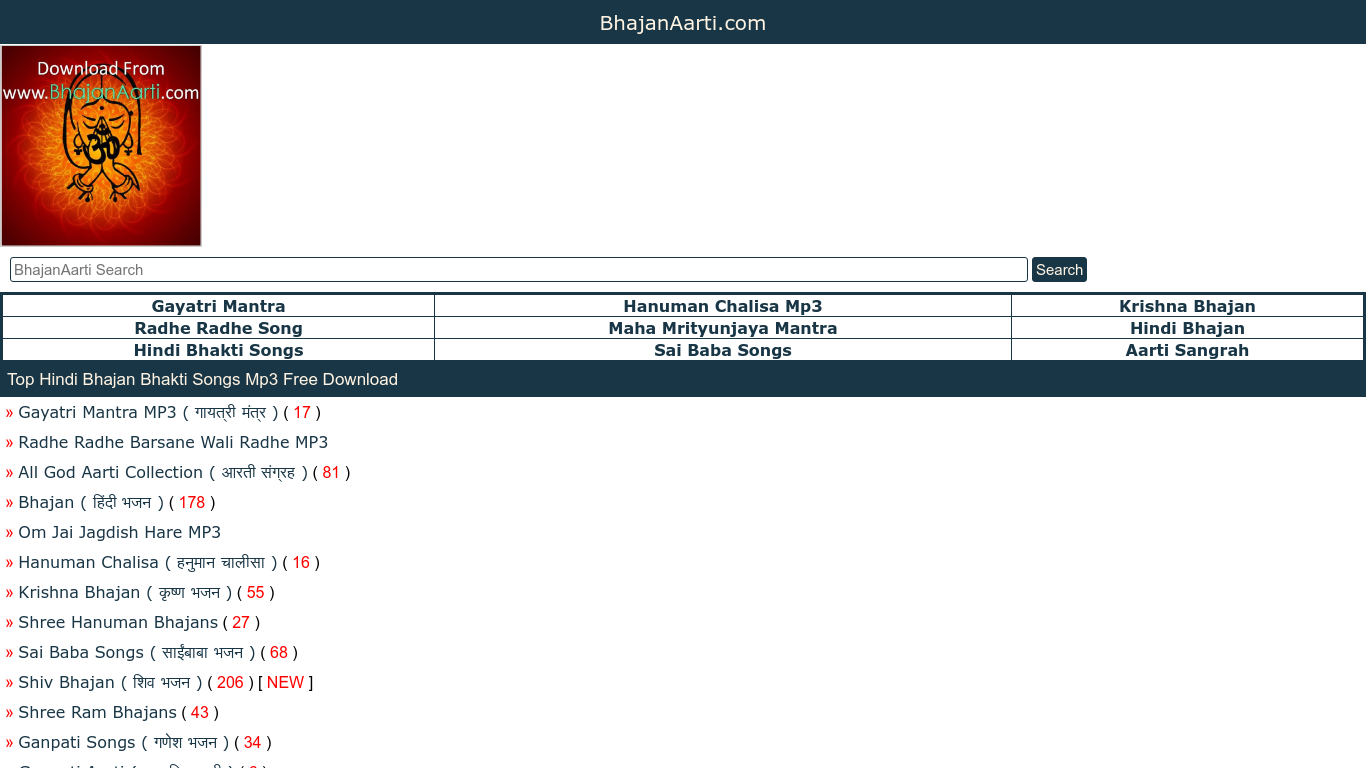 BhajanAarti.com
Download From
www.BhajanAarti.com
ॐ
BhajanAarti Search Search
Gayatri Mantra Hanuman Chalisa Mp3 Krishna Bhajan
Radhe Radhe Song Maha Mrityunjaya Mantra Hindi Bhajan
Hindi Bhakti Songs Sai Baba Songs Aarti Sangrah
Top Hindi Bhajan Bhakti Songs Mp3 Free Download
» Gayatri Mantra MP3 ( गायत्री मंत्र ) ( 17 )
» Radhe Radhe Barsane Wali Radhe MP3
» All God Aarti Collection ( आरती संग्रह ) ( 81 )
» Bhajan ( हिंदी भजन ) ( 178 )
» Om Jai Jagdish Hare MP3
» Hanuman Chalisa ( हनुमान चालीसा ) ( 16 )
» Krishna Bhajan ( कृष्ण भजन ) ( 55 )
» Shree Hanuman Bhajans ( 27 )
» Sai Baba Songs ( साईंबाबा भजन ) ( 68 )
» Shiv Bhajan ( शिव भजन ) ( 206 ) [ NEW ]
» Shree Ram Bhajans ( 43 )
» Ganpati Songs ( गणेश भजन ) ( 34 )